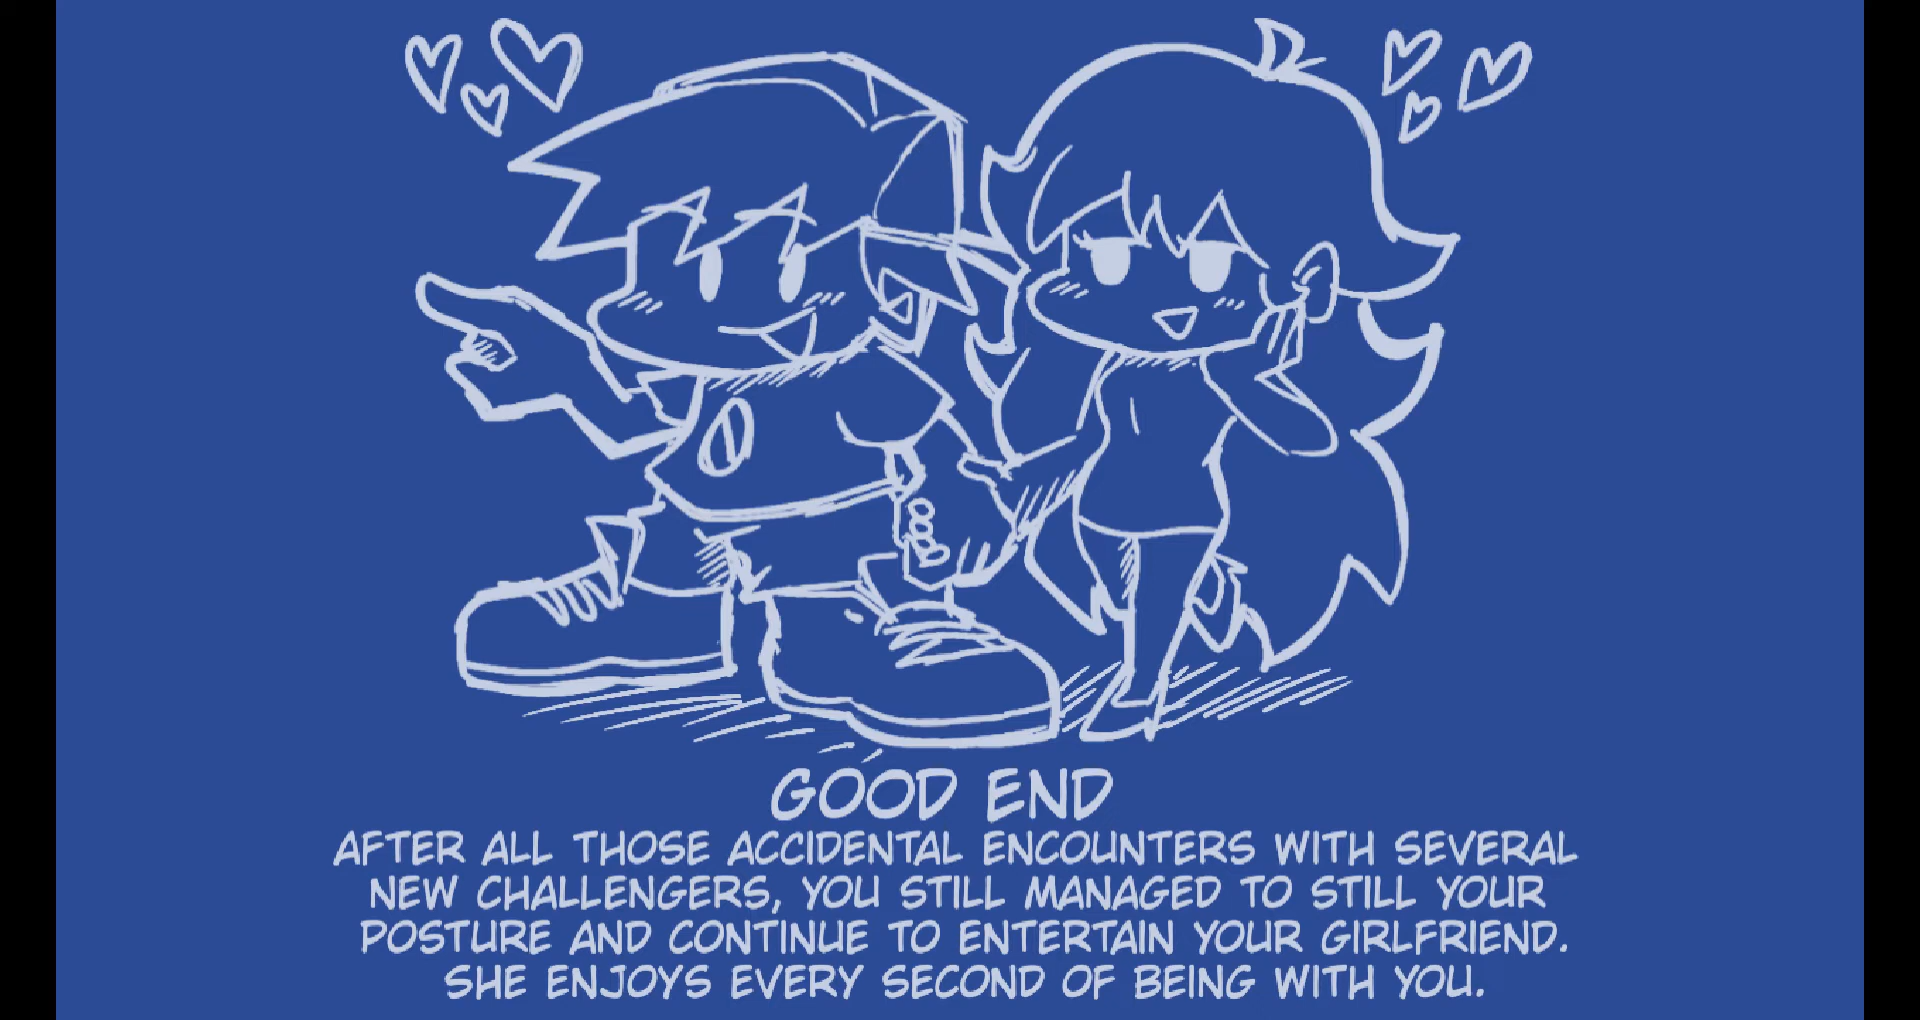 GOOD END
AFTER ALL THOSE ACCIDENTAL ENCOUNTERS WITH SEVERAL
NEW CHALLENGERS, YOU STILL MANAGED TO STILL YOUR
POSTURE AND CONTINUE TO ENTERTAIN YOUR GIRLFRIEND.
SHE ENJOYS EVERY SECOND OF BEING WITH YOU.